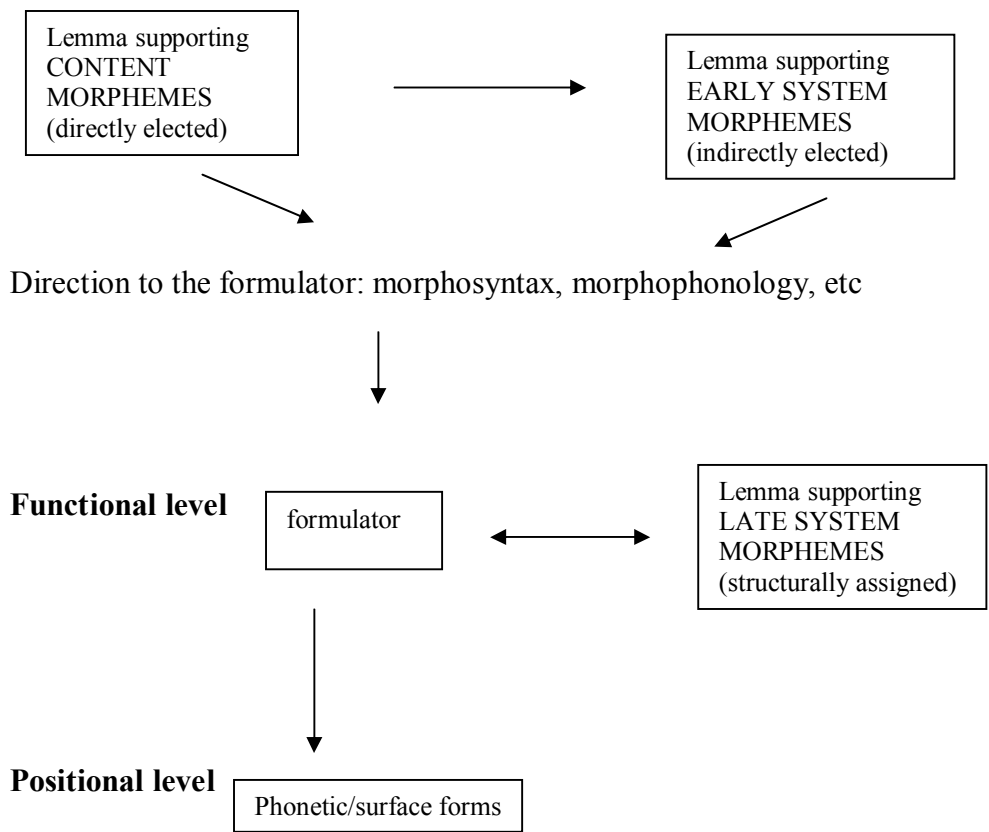 Lemma supporting
CONTENT
MORPHEMES
(directly elected)
Lemma supporting
EARLY SYSTEM
MORPHEMES
(indirectly elected)
Direction to the formulator: morphosyntax, morphophonology, etc
Functional level
formulator
Lemma supporting
LATE SYSTEM
MORPHEMES
(structurally assigned)
Positional level
Phonetic/surface forms